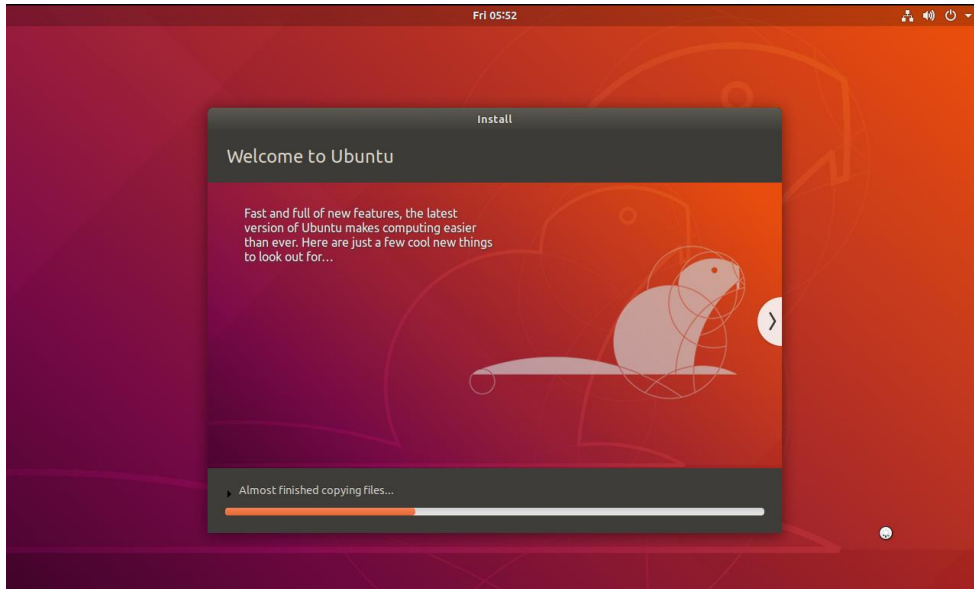 Fri 05:52
Install
Welcome to Ubuntu
Fast and full of new features, the latest
version of Ubuntu makes computing easier
than ever. Here are just a few cool new things
to look out for...
Almost finished copying files...